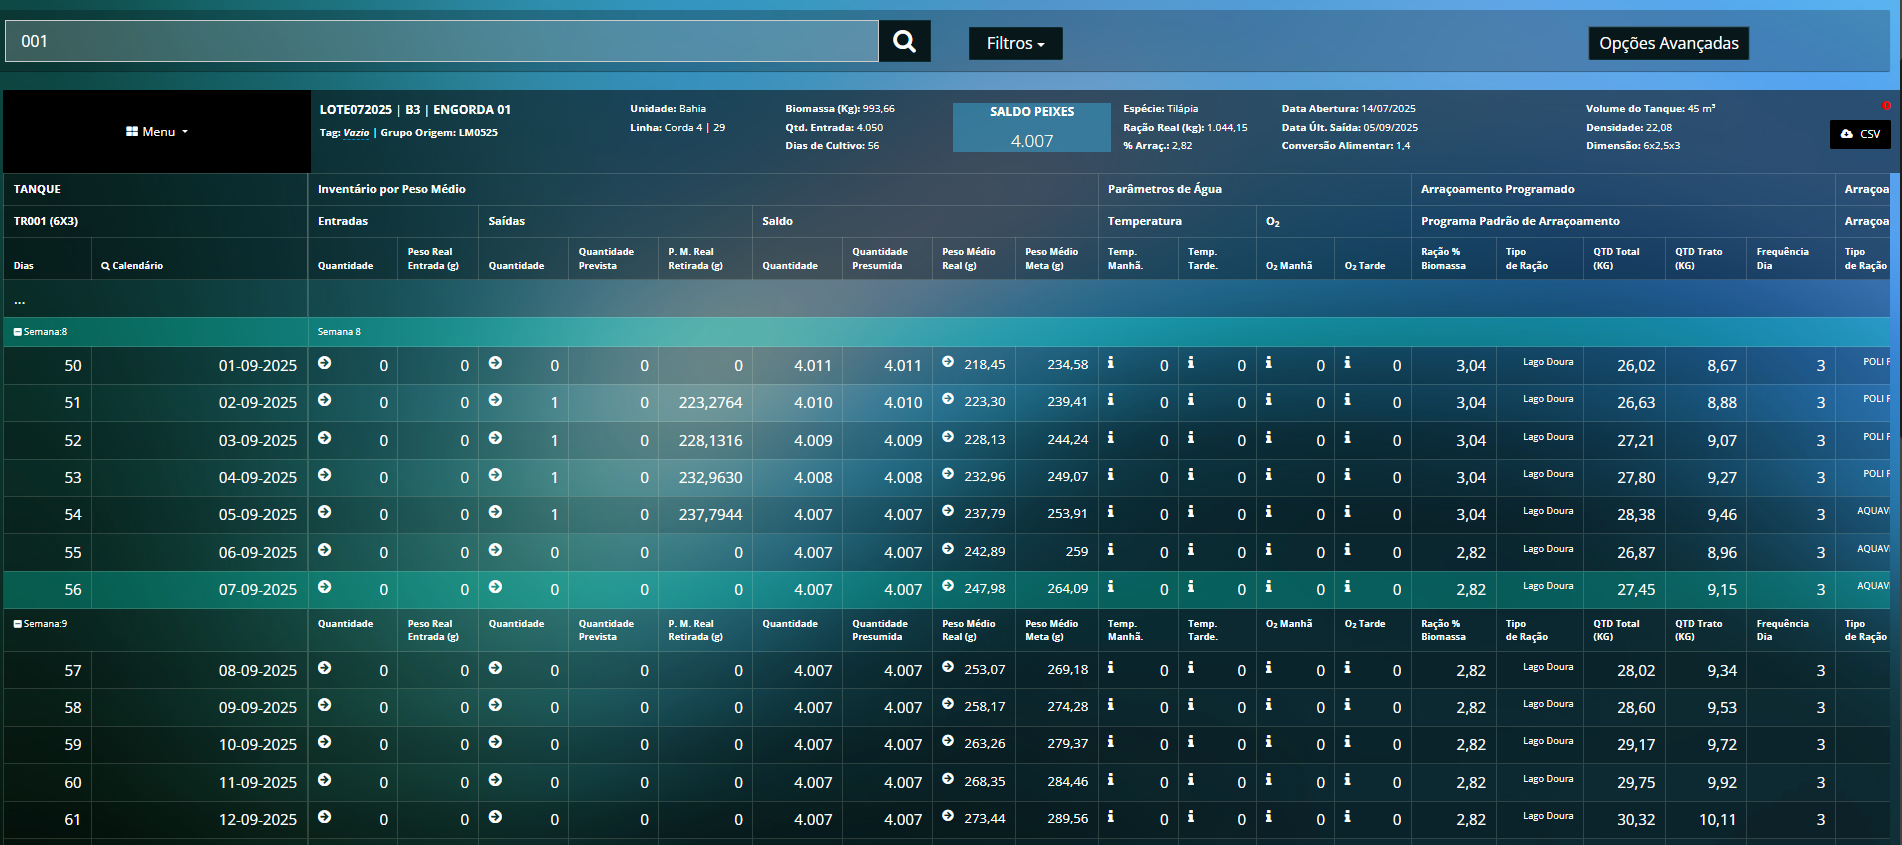 001
Filtros
Opções Avançadas
Menu
LOTE072025 | B3 | ENGORDA 01
Tag: Vazio | Grupo Origem: LM0525
Unidade: Bahia
Linha: Corda 4 | 29
Biomassa (Kg): 993,66
Qtd. Entrada: 4.050
Dias de Cultivo: 56
SALDO PEIXES
4.007
Espécie: Tilápia
Ração Real (kg): 1.044,15
% Arraç.: 2,82
Data Abertura: 14/07/2025
Data Últ. Saída: 05/09/2025
Conversão Alimentar: 1,4
Volume do Tanque: 45 m³
Densidade: 22,08
Dimensão: 6x2,5x3
0
CSV
TANQUE Inventário por Peso Médio Parâmetros de Água Arraçoamento Programado Arraçoa
TR001 (6X3) Entradas Saídas Saldo Temperatura O₂ Programa Padrão de Arraçoamento Arraçoa
Dias Calendário Quantidade Peso Real Entrada (g) Quantidade Quantidade Prevista P. M. Real Retirada (g) Quantidade Quantidade Presumida Peso Médio Real (g) Peso Médio Meta (g) Temp. Manhã. Temp. Tarde. O₂ Manhã O₂ Tarde Ração % Biomassa Tipo de Ração QTD Total (KG) QTD Trato (KG) Frequência Dia Tipo de Ração
...
Semana:8 Semana 8
50 01-09-2025 0 0 0 0 0 4.011 4.011 218,45 234,58 0 0 0 0 3,04 Lago Doura 26,02 8,67 3 POLI F
51 02-09-2025 0 0 1 0 223,2764 4.010 4.010 223,30 239,41 0 0 0 0 3,04 Lago Doura 26,63 8,88 3 POLI F
52 03-09-2025 0 0 1 0 228,1316 4.009 4.009 228,13 244,24 0 0 0 0 3,04 Lago Doura 27,21 9,07 3 POLI F
53 04-09-2025 0 0 1 0 232,9630 4.008 4.008 232,96 249,07 0 0 0 0 3,04 Lago Doura 27,80 9,27 3 POLI F
54 05-09-2025 0 0 1 0 237,7944 4.007 4.007 237,79 253,91 0 0 0 0 3,04 Lago Doura 28,38 9,46 3 AQUAV
55 06-09-2025 0 0 0 0 0 4.007 4.007 242,89 259 0 0 0 0 2,82 Lago Doura 26,87 8,96 3 AQUAV
56 07-09-2025 0 0 0 0 0 4.007 4.007 247,98 264,09 0 0 0 0 2,82 Lago Doura 27,45 9,15 3 AQUAV
Semana:9 Quantidade Peso Real Entrada (g) Quantidade Quantidade Prevista P. M. Real Retirada (g) Quantidade Quantidade Presumida Peso Médio Real (g) Peso Médio Meta (g) Temp. Manhã. Temp. Tarde. O₂ Manhã O₂ Tarde Ração % Biomassa Tipo de Ração QTD Total (KG) QTD Trato (KG) Frequência Dia Tipo de Ração
57 08-09-2025 0 0 0 0 0 4.007 4.007 253,07 269,18 0 0 0 0 2,82 Lago Doura 28,02 9,34 3
58 09-09-2025 0 0 0 0 0 4.007 4.007 258,17 274,28 0 0 0 0 2,82 Lago Doura 28,60 9,53 3
59 10-09-2025 0 0 0 0 0 4.007 4.007 263,26 279,37 0 0 0 0 2,82 Lago Doura 29,17 9,72 3
60 11-09-2025 0 0 0 0 0 4.007 4.007 268,35 284,46 0 0 0 0 2,82 Lago Doura 29,75 9,92 3
61 12-09-2025 0 0 0 0 0 4.007 4.007 273,44 289,56 0 0 0 0 2,82 Lago Doura 30,32 10,11 3